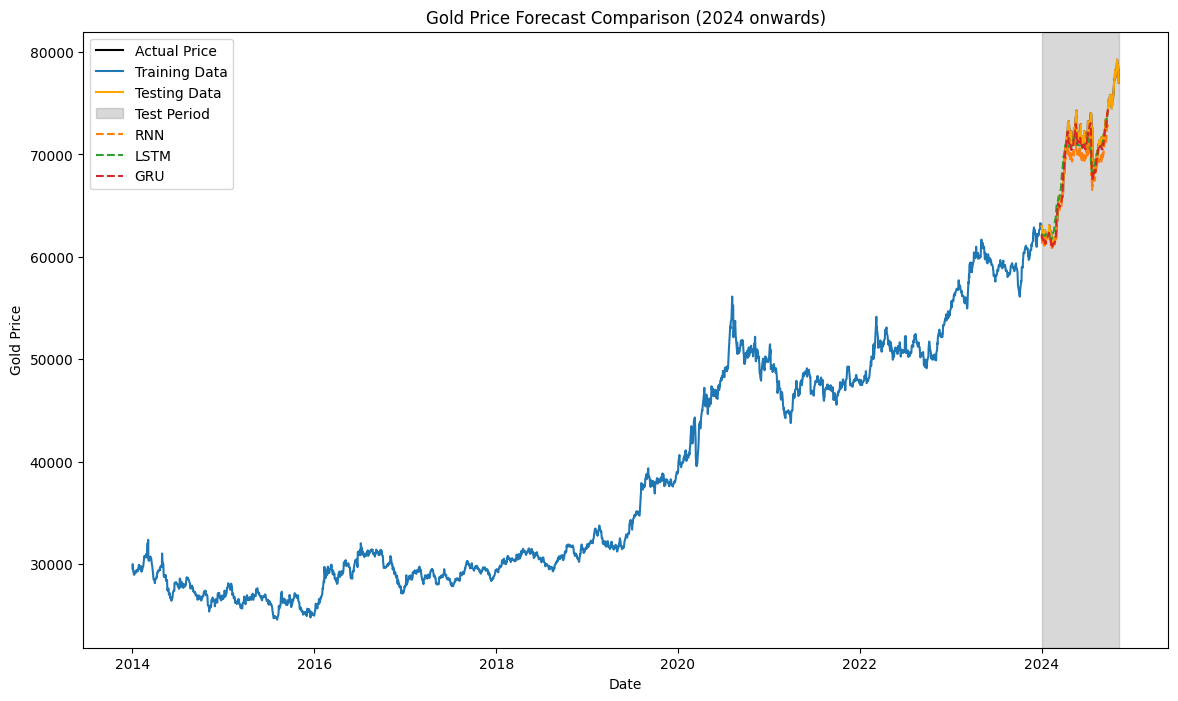 Gold Price Forecast Comparison (2024 onwards)
Actual Price
Training Data
Testing Data
Test Period
RNN
LSTM
GRU
80000
70000
60000
50000
40000
30000
Gold Price
2014
2016
2018
2020
2022
2024
Date